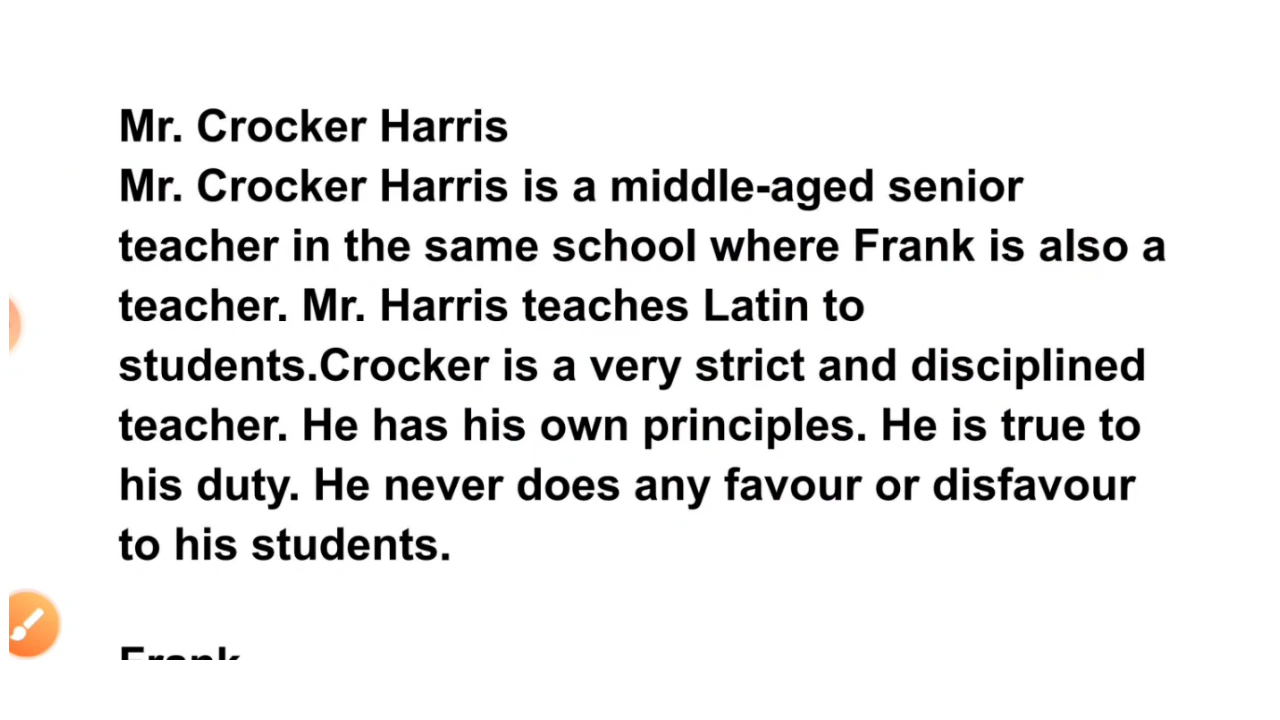 Mr. Crocker Harris
Mr. Crocker Harris is a middle-aged senior
teacher in the same school where Frank is also a
teacher. Mr. Harris teaches Latin to
students.Crocker is a very strict and disciplined
teacher. He has his own principles. He is true to
his duty. He never does any favour or disfavour
to his students.
Frank